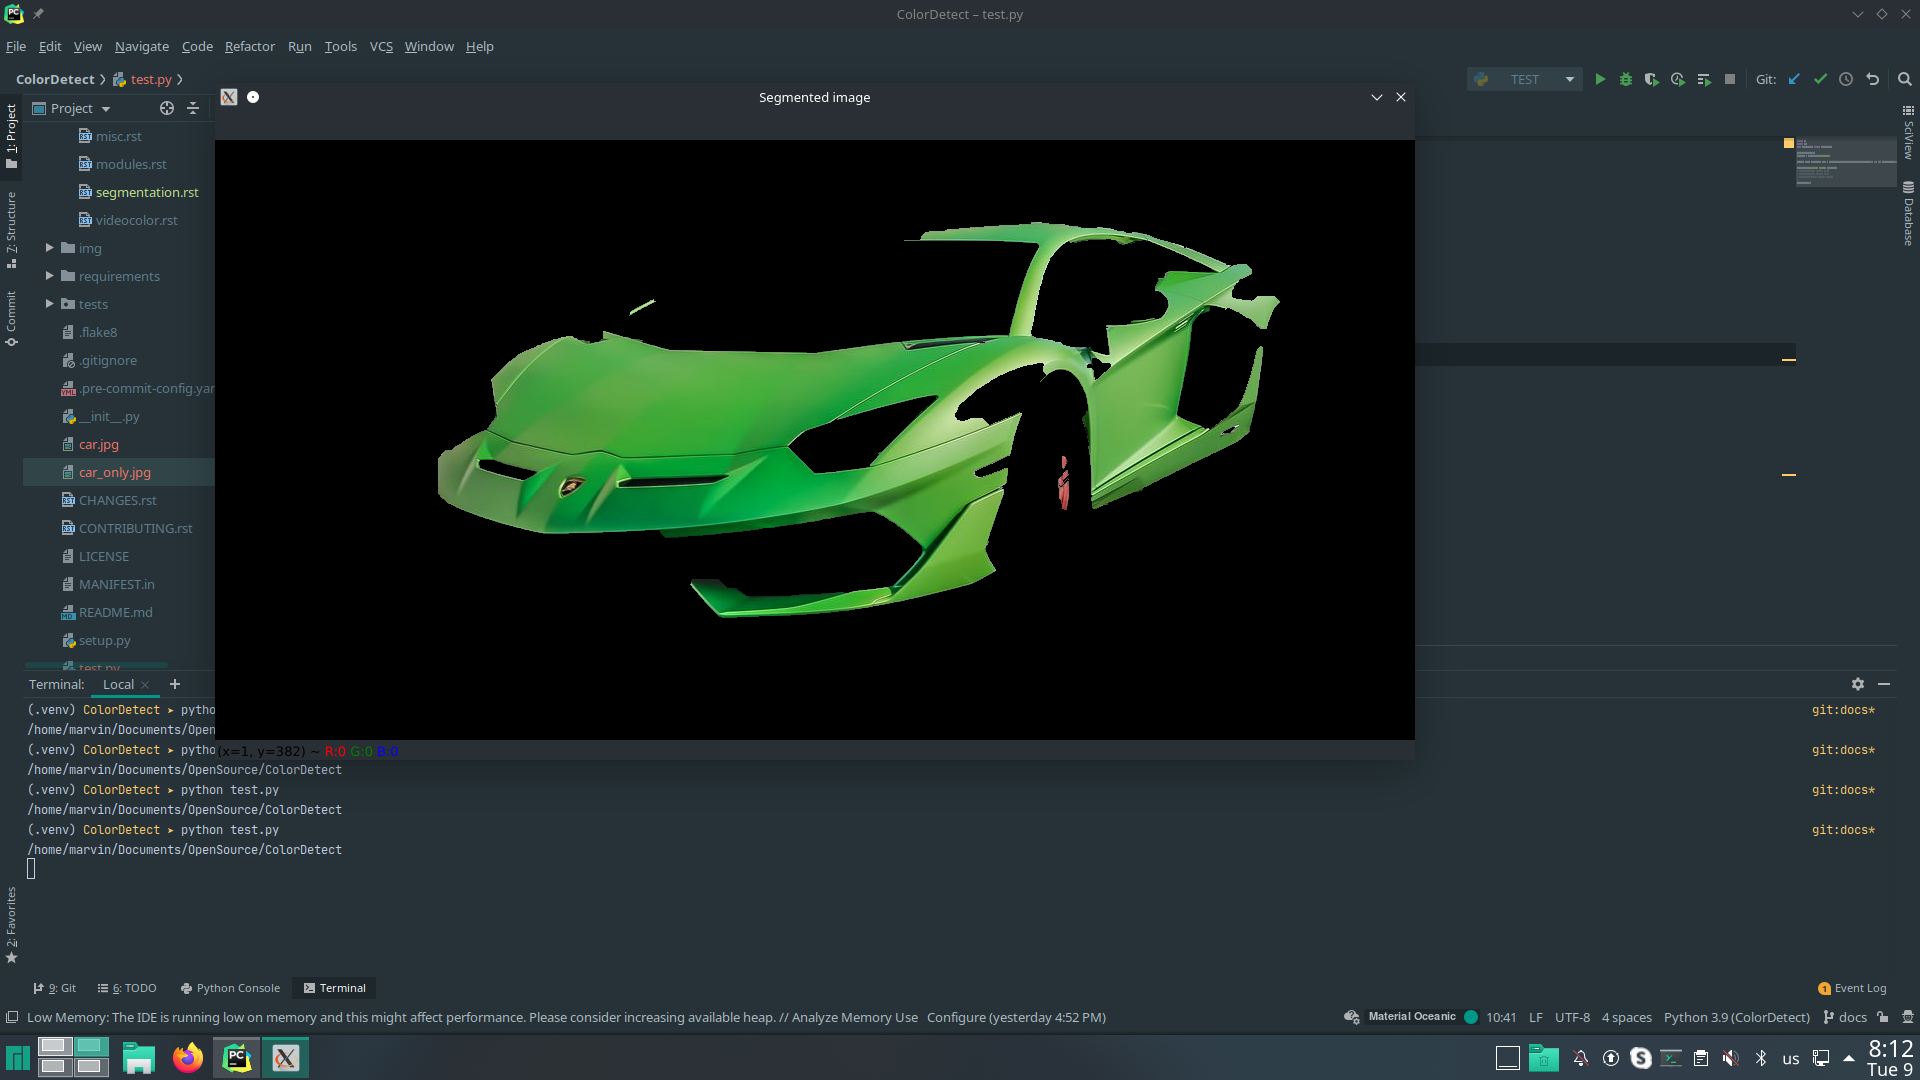 ColorDetect – test.py
File Edit View Navigate Code Refactor Run Tools VCS Window Help
ColorDetect test.py
TEST
Git:
1: Project
7: Structure
Commit
2: Favorites
Project
misc.rst
modules.rst
segmentation.rst
videocolor.rst
img
requirements
tests
.flake8
.gitignore
.pre-commit-config.yar
__init__.py
car.jpg
car_only.jpg
CHANGES.rst
CONTRIBUTING.rst
LICENSE
MANIFEST.in
README.md
setup.py
test.py
Segmented image
(x=1, y=382) ~ R:0 G:0 B:0
SciView
Database
Terminal: Local
(.venv) ColorDetect ➤ pytho git:docs*
/home/marvin/Documents/Open
(.venv) ColorDetect ➤ pytho git:docs*
/home/marvin/Documents/OpenSource/ColorDetect
(.venv) ColorDetect ➤ python test.py git:docs*
/home/marvin/Documents/OpenSource/ColorDetect
(.venv) ColorDetect ➤ python test.py git:docs*
/home/marvin/Documents/OpenSource/ColorDetect
9: Git 6: TODO Python Console Terminal 1 Event Log
Low Memory: The IDE is running low on memory and this might affect performance. Please consider increasing available heap. // Analyze Memory Use Configure (yesterday 4:52 PM) Material Oceanic 10:41 LF UTF-8 4 spaces Python 3.9 (ColorDetect) docs
us 8:12
Tue 9